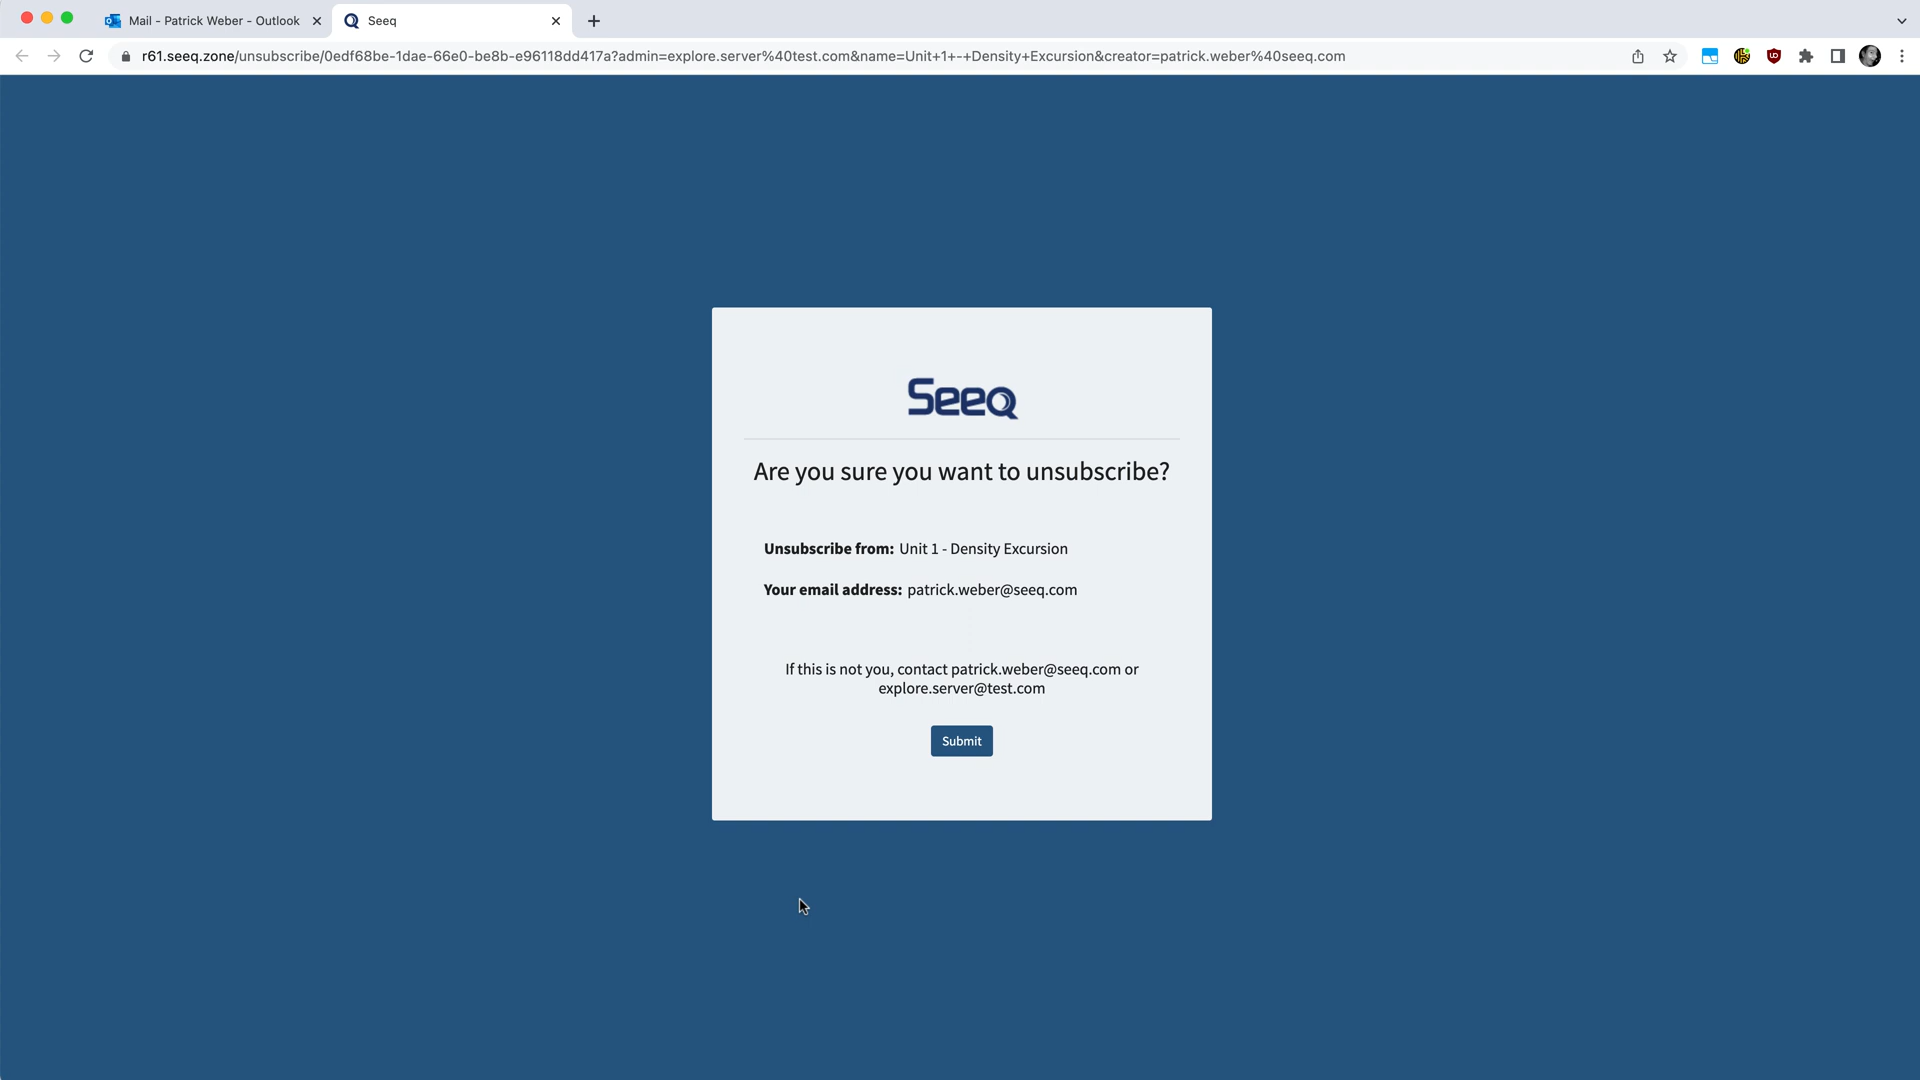 Mail - Patrick Weber - Outlook
Seeq
r61.seeq.zone/unsubscribe/0edf68be-1dae-66e0-be8b-e96118dd417a?admin=explore.server%40test.com&name=Unit+1+-+Density+Excursion&creator=patrick.weber%40seeq.com
Seeq
Are you sure you want to unsubscribe?
Unsubscribe from: Unit 1 - Density Excursion
Your email address: patrick.weber@seeq.com
If this is not you, contact patrick.weber@seeq.com or
explore.server@test.com
Submit